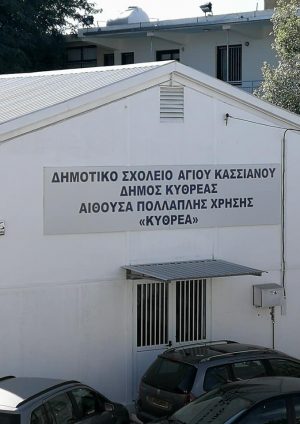 ΔΗΜΟΤΙΚΟ ΣΧΟΛΕΙΟ ΑΓΙΟΥ ΚΑΣΣΙΑΝΟΥ
ΔΗΜΟΣ ΚΥΘΡΕΑΣ
ΑΙΘΟΥΣΑ ΠΟΛΛΑΠΛΗΣ ΧΡΗΣΗΣ
«ΚΥΘΡΕΑ»